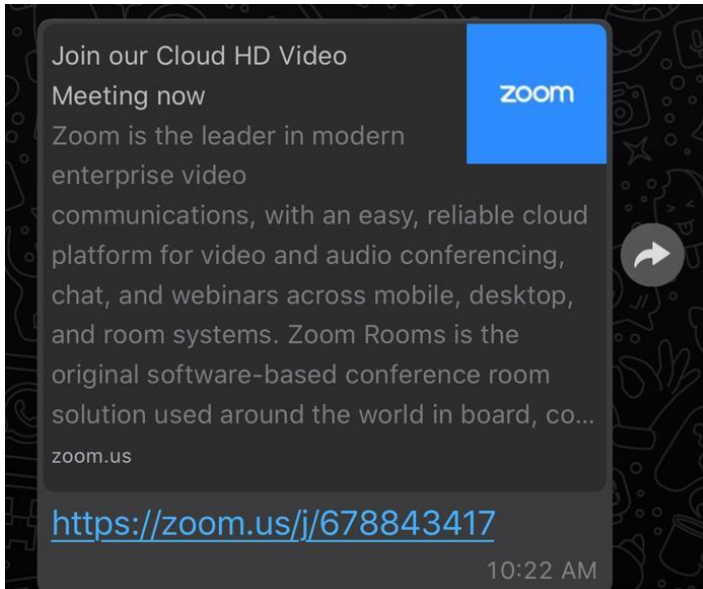 Join our Cloud HD Video
Meeting now
zoom
Zoom is the leader in modern
enterprise video
communications, with an easy, reliable cloud
platform for video and audio conferencing,
chat, and webinars across mobile, desktop,
and room systems. Zoom Rooms is the
original software-based conference room
solution used around the world in board, co...
zoom.us
https://zoom.us/j/678843417
10:22 AM